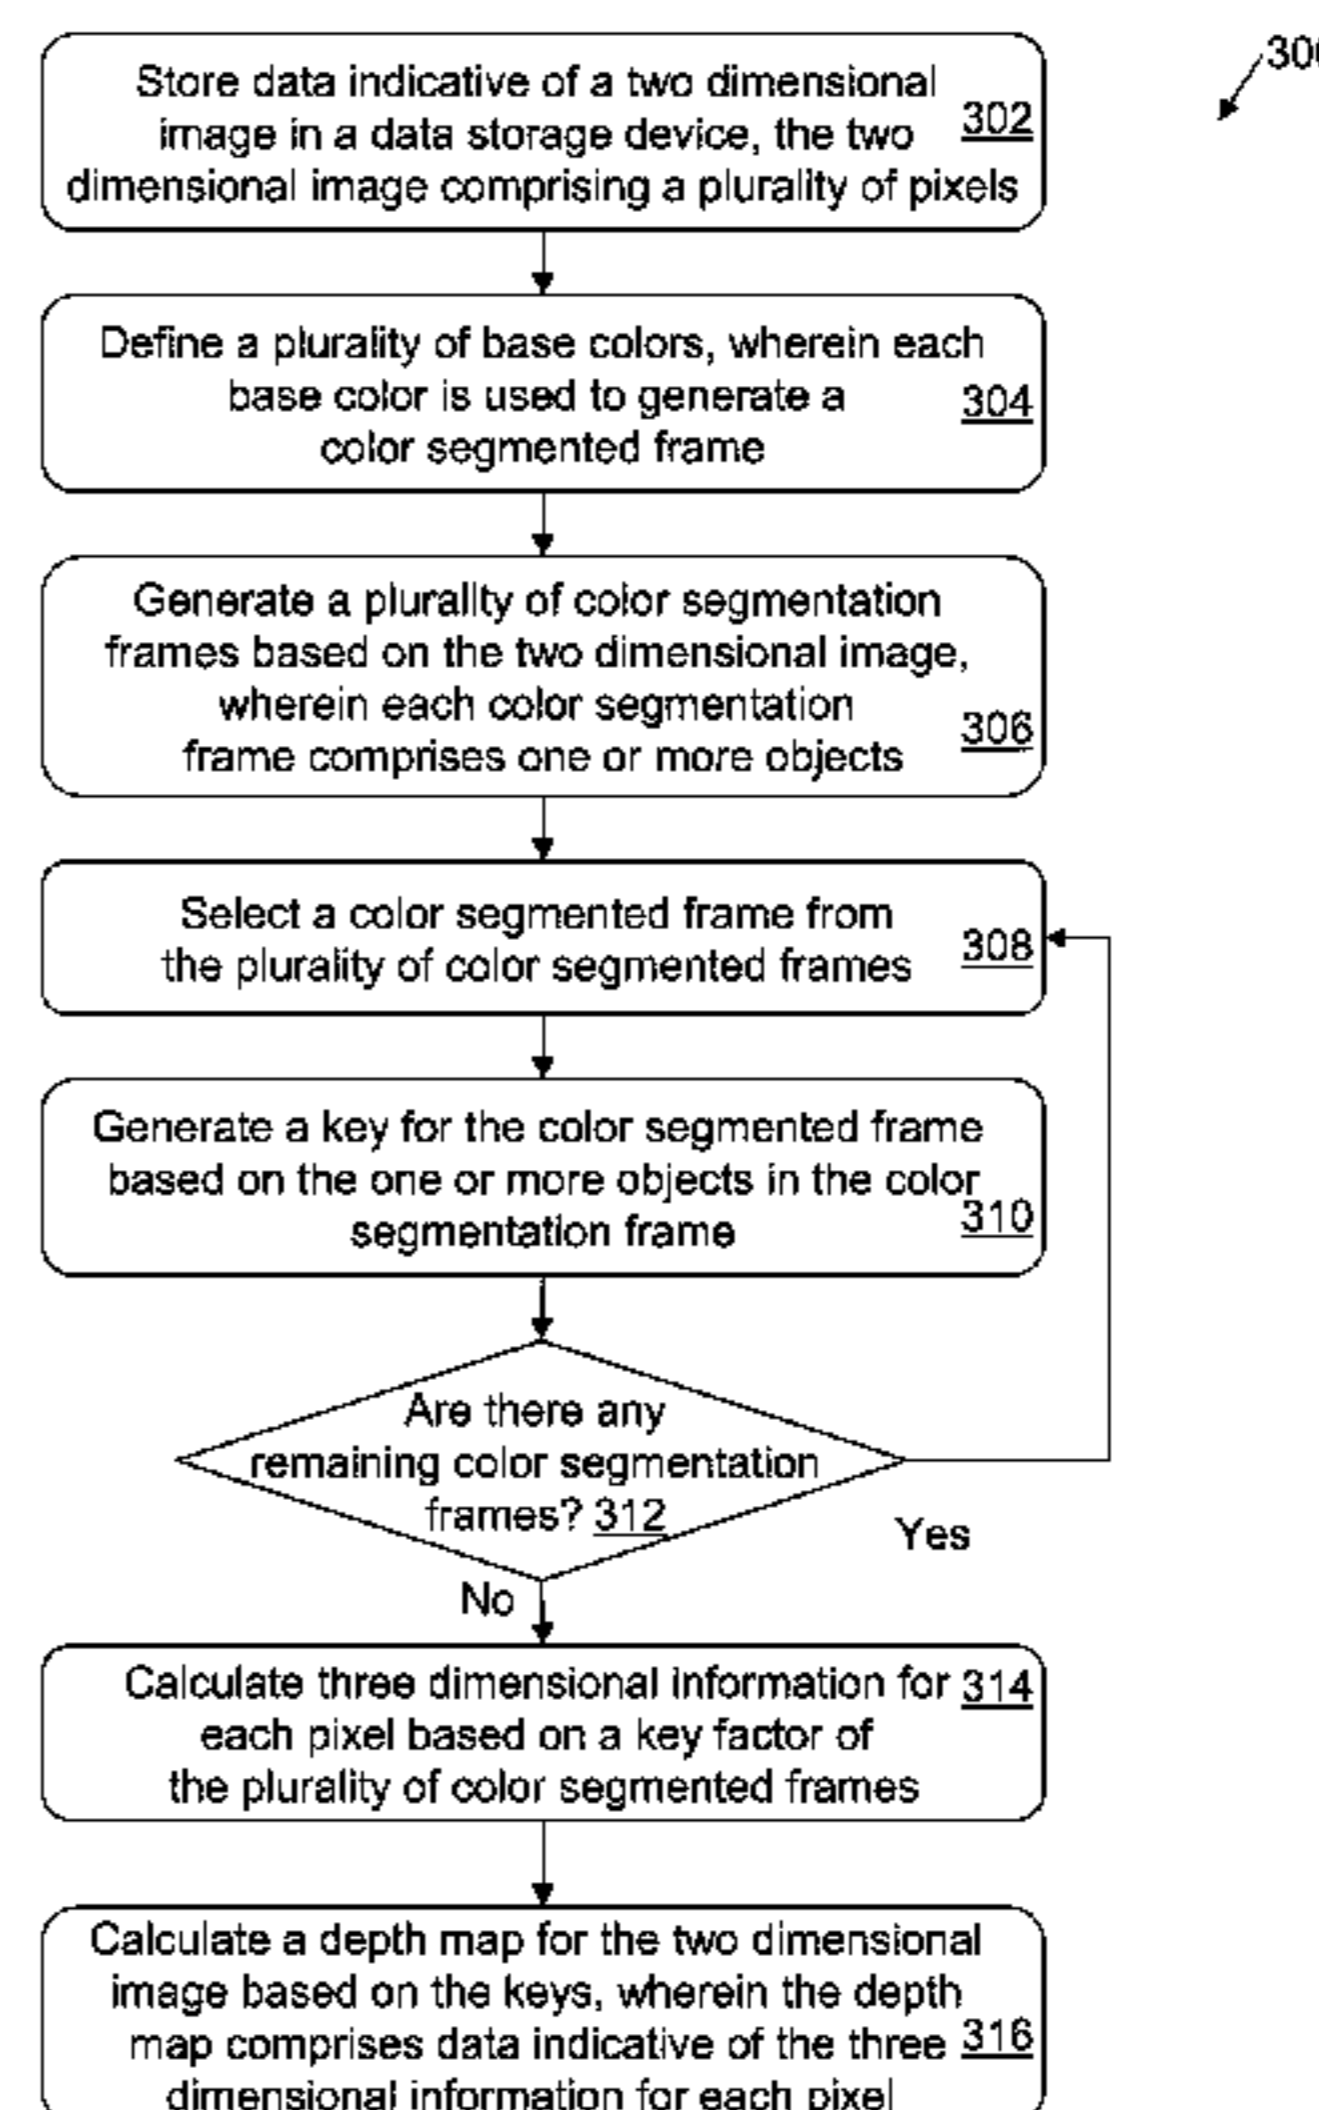 Store data indicative of a two dimensional
image in a data storage device, the two
dimensional image comprising a plurality of pixels
302
Define a plurality of base colors, wherein each
base color is used to generate a
color segmented frame
304
Generate a plurality of color segmentation
frames based on the two dimensional image,
wherein each color segmentation
frame comprises one or more objects
306
Select a color segmented frame from
the plurality of color segmented frames
308
Generate a key for the color segmented frame
based on the one or more objects in the color
segmentation frame
310
Are there any
remaining color segmentation
frames? 312
Yes
No
Calculate three dimensional information for
each pixel based on a key factor of
the plurality of color segmented frames
314
Calculate a depth map for the two dimensional
image based on the keys, wherein the depth
map comprises data indicative of the three
dimensional information for each pixel
316